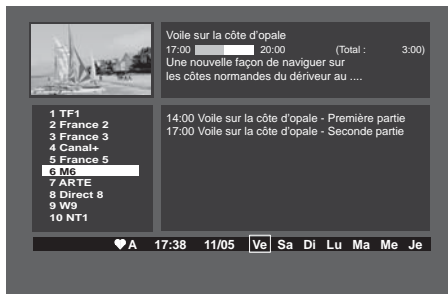 Voile sur la côte d'opale
17:00 20:00 (Total : 3:00)
Une nouvelle façon de naviguer sur
les côtes normandes du dériveur au ....
1 TF1
2 France 2
3 France 3
4 Canal+
5 France 5
6 M6
7 ARTE
8 Direct 8
9 W9
10 NT1
14:00 Voile sur la côte d'opale - Première partie
17:00 Voile sur la côte d'opale - Seconde partie
A 17:38 11/05 Ve Sa Di Lu Ma Me Je